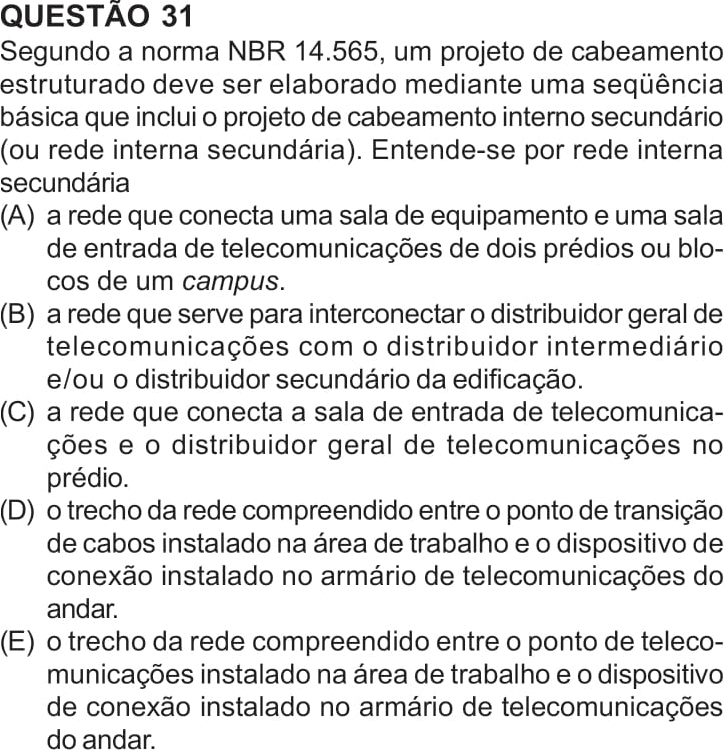 QUESTÃO 31
Segundo a norma NBR 14.565, um projeto de cabeamento
estruturado deve ser elaborado mediante uma seqüência
básica que inclui o projeto de cabeamento interno secundário
(ou rede interna secundária). Entende-se por rede interna
secundária
(A) a rede que conecta uma sala de equipamento e uma sala
de entrada de telecomunicações de dois prédios ou blo-
cos de um campus.
(B) a rede que serve para interconectar o distribuidor geral de
telecomunicações com o distribuidor intermediário
e/ou o distribuidor secundário da edificação.
(C) a rede que conecta a sala de entrada de telecomunica-
ções e o distribuidor geral de telecomunicações no
prédio.
(D) o trecho da rede compreendido entre o ponto de transição
de cabos instalado na área de trabalho e o dispositivo de
conexão instalado no armário de telecomunicações do
andar.
(E) o trecho da rede compreendido entre o ponto de teleco-
municações instalado na área de trabalho e o dispositivo
de conexão instalado no armário de telecomunicações
do andar.